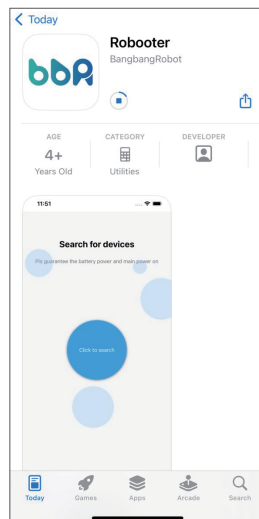 Today
bbR
Robooter
BangbangRobot
AGE
CATEGORY
DEVELOPER
4+
Years Old
Utilities
11:51
Search for devices
Pls guarantee the battery power and main power on
Click to search
Today
Games
Apps
Arcade
Search